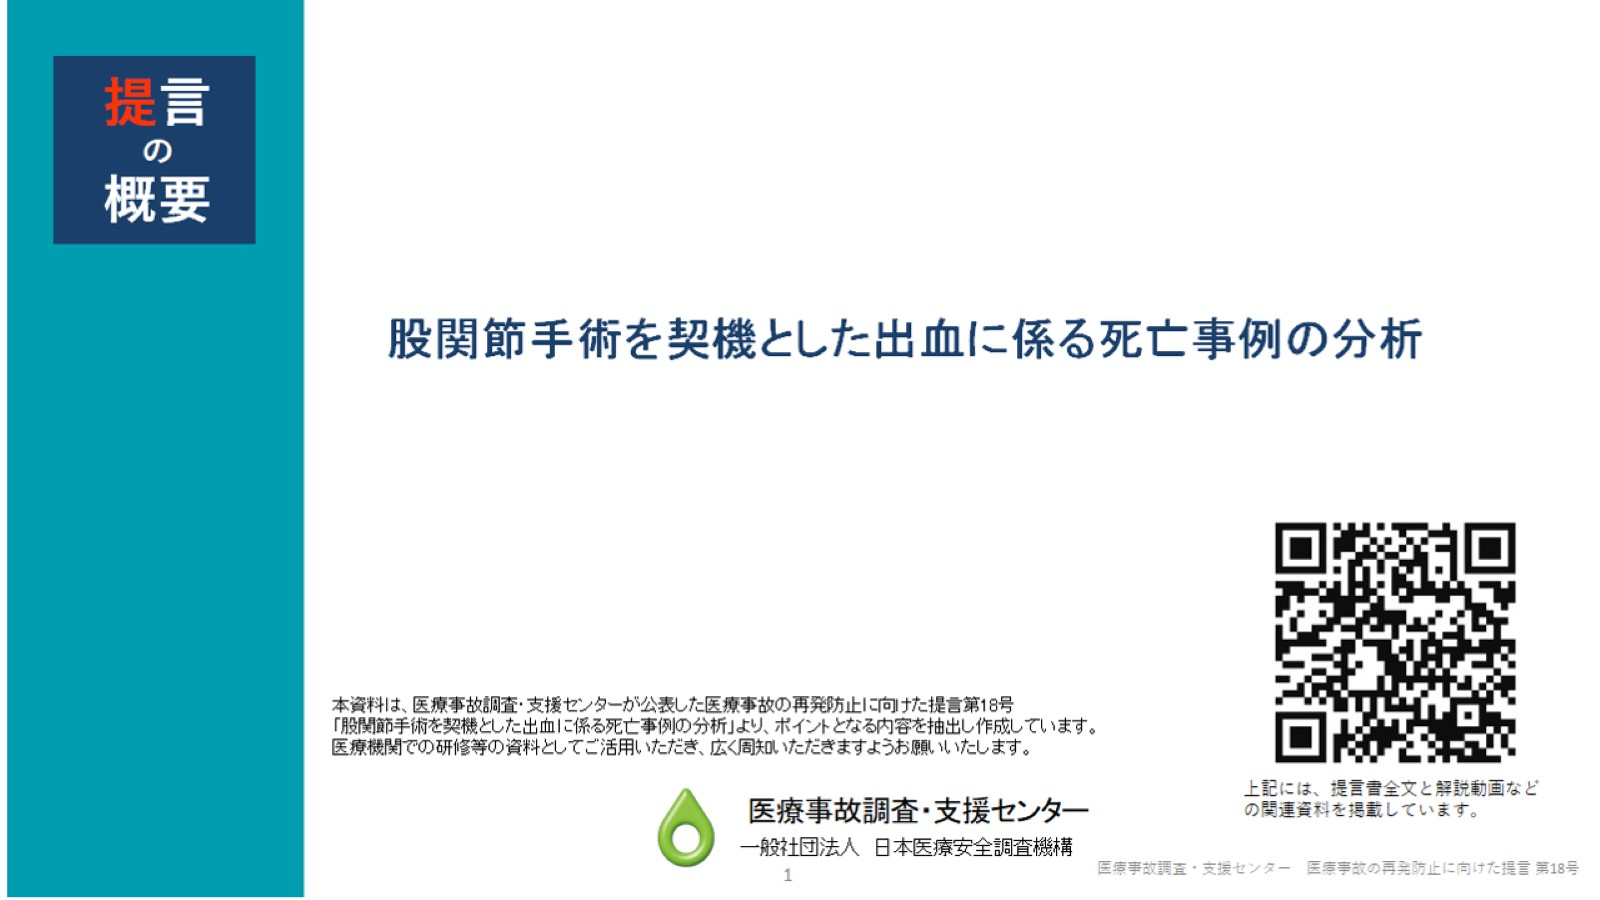 提言
の
概要
股関節手術を契機とした出血に係る死亡事例の分析
本資料は、医療事故調査・支援センターが公表した医療事故の再発防止に向けた提言第18号
「股関節手術を契機とした出血に係る死亡事例の分析」より、ポイントとなる内容を抽出し作成しています。
医療機関での研修等の資料としてご活用いただき、広く周知いただきますようお願いいたします。
上記には、提言書全文と解説動画など
の関連資料を掲載しています。
医療事故調査・支援センター
一般社団法人 日本医療安全調査機構
1
医療事故調査・支援センター 医療事故の再発防止に向けた提言 第18号